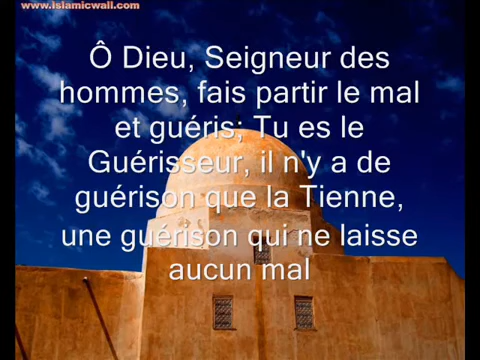 www.Islamicwall.com
Ô Dieu, Seigneur des
hommes, fais partir le mal
et guéris; Tu es le
Guérisseur, il n'y a de
guérison que la Tienne,
une guérison qui ne laisse
aucun mal